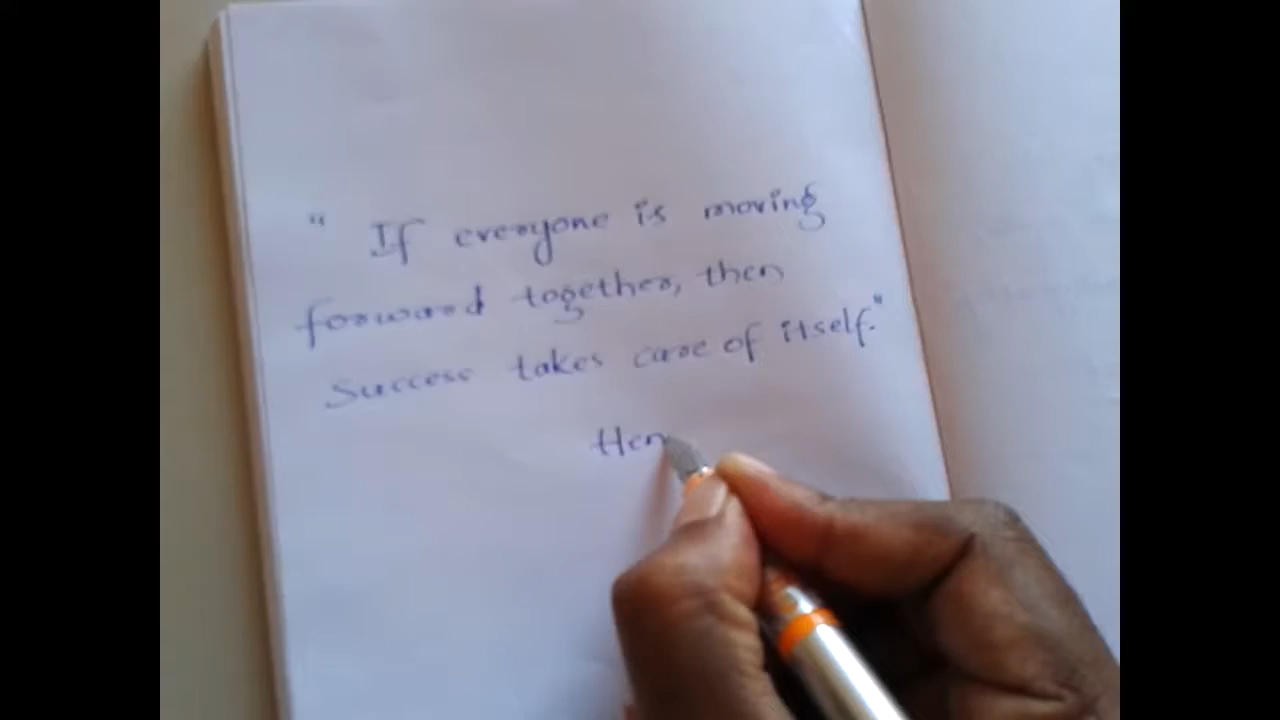 " If everyone is moving
forward together, then
Success takes care of itself."
Hen